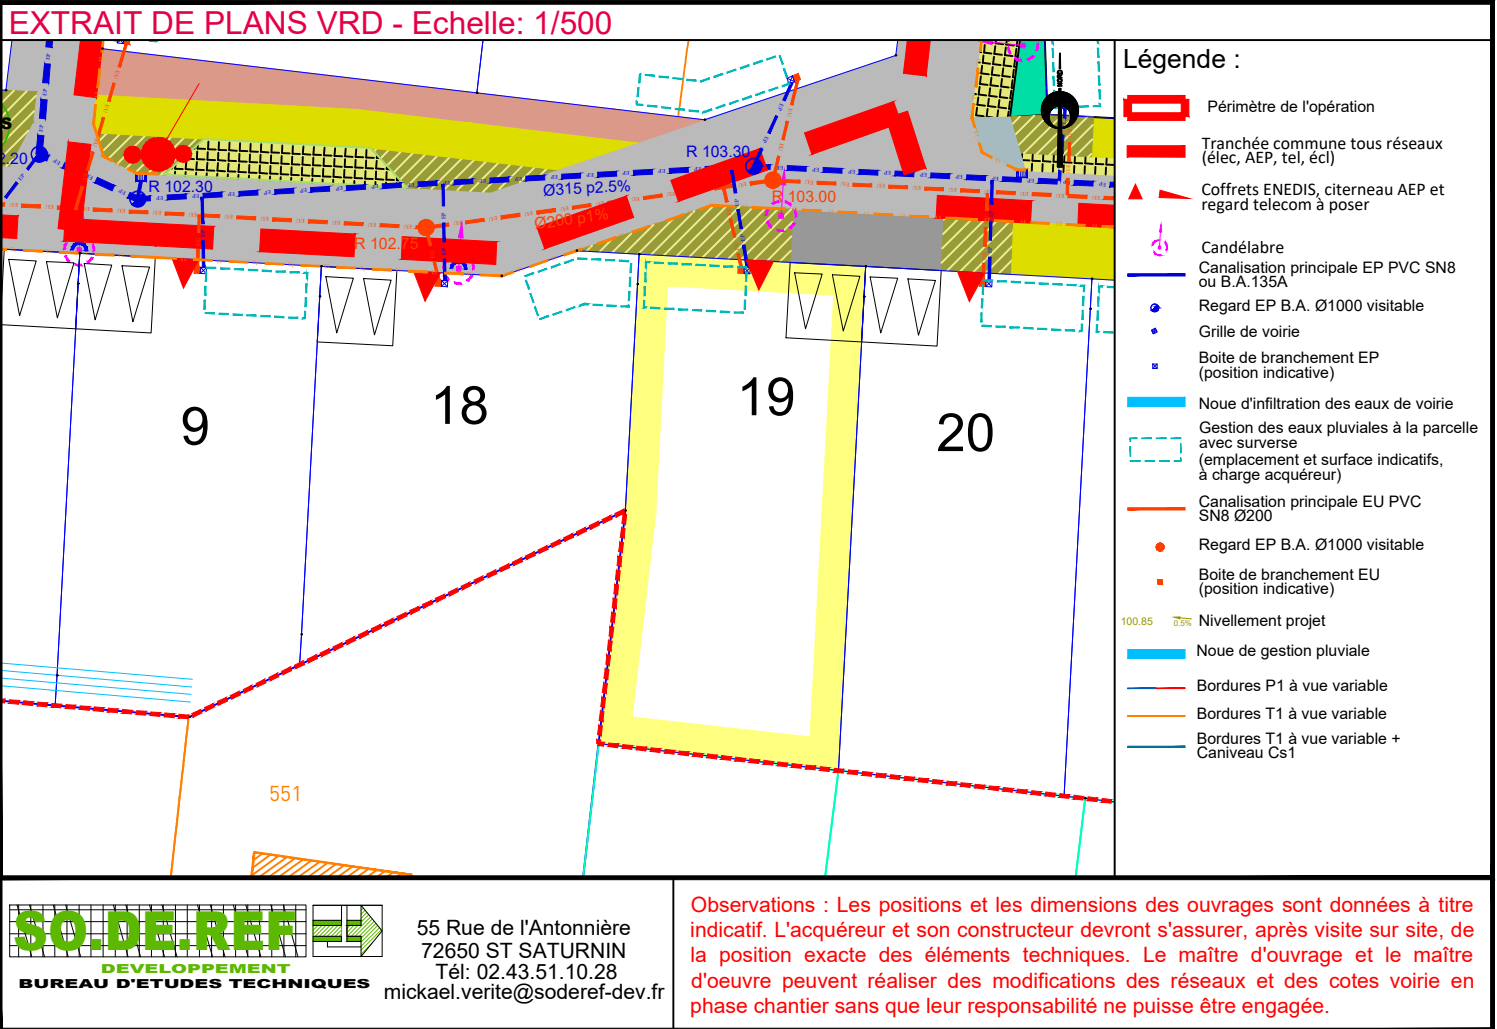 EXTRAIT DE PLANS VRD - Echelle: 1/500
R 103.30
2.20
R 102.30
Ø315 p2.5%
R 103.00
Ø200 p1%
R 102.75
9
18
19
20
551
Légende :
Périmètre de l'opération
Tranchée commune tous réseaux
(élec, AEP, tel, écl)
Coffrets ENEDIS, citerneau AEP et
regard telecom à poser
Candélabre
Canalisation principale EP PVC SN8
ou B.A.135A
Regard EP B.A. Ø1000 visitable
Grille de voirie
Boite de branchement EP
(position indicative)
Noue d'infiltration des eaux de voirie
Gestion des eaux pluviales à la parcelle
avec surverse
(emplacement et surface indicatifs,
à charge acquéreur)
Canalisation principale EU PVC
SN8 Ø200
Regard EP B.A. Ø1000 visitable
Boite de branchement EU
(position indicative)
100.85 0.5% Nivellement projet
Noue de gestion pluviale
Bordures P1 à vue variable
Bordures T1 à vue variable
Bordures T1 à vue variable +
Caniveau Cs1
SO.DE.REF
DEVELOPPEMENT
BUREAU D'ETUDES TECHNIQUES
55 Rue de l'Antonnière
72650 ST SATURNIN
Tél: 02.43.51.10.28
mickael.verite@soderef-dev.fr
Observations : Les positions et les dimensions des ouvrages sont données à titre
indicatif. L'acquéreur et son constructeur devront s'assurer, après visite sur site, de
la position exacte des éléments techniques. Le maître d'ouvrage et le maître
d'oeuvre peuvent réaliser des modifications des réseaux et des cotes voirie en
phase chantier sans que leur responsabilité ne puisse être engagée.